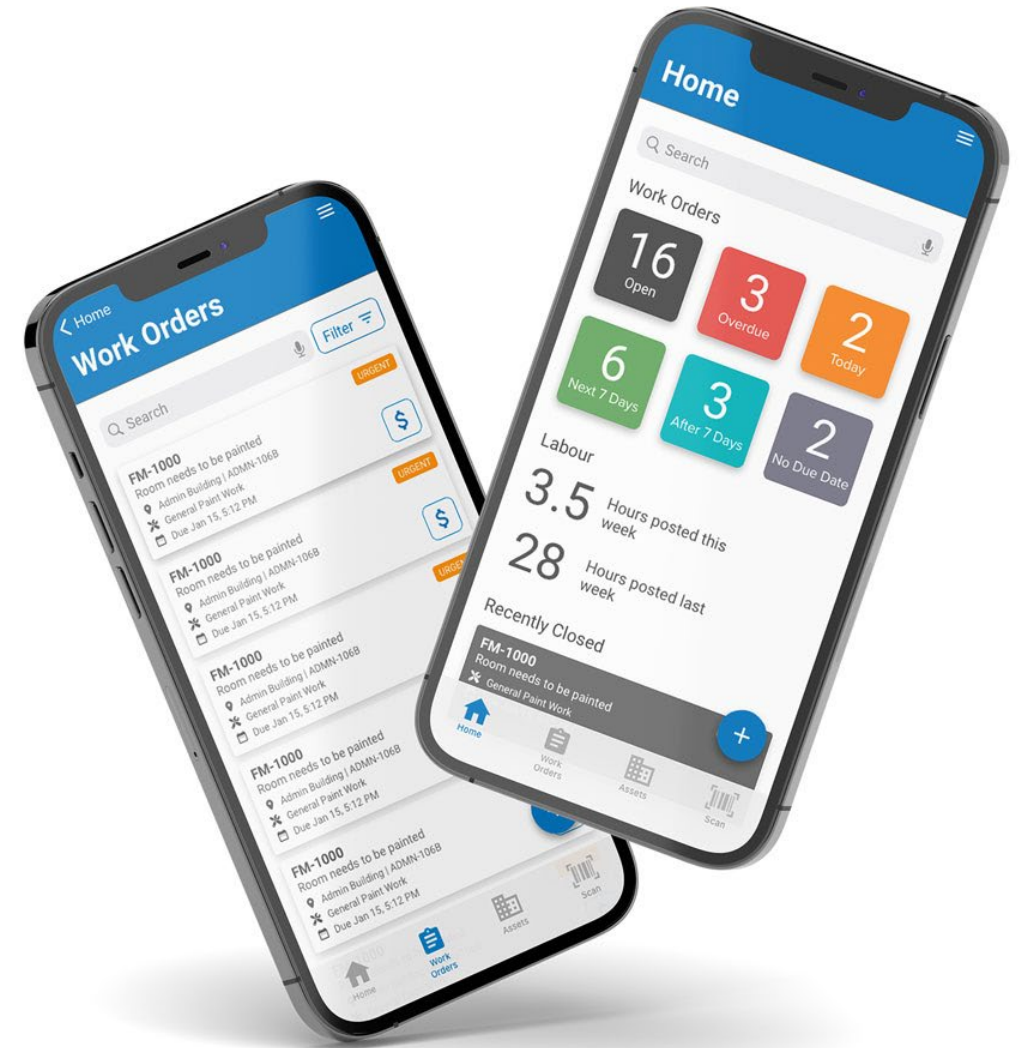 Home
Work Orders
Filter
Search
URGENT
FM-1000
Room needs to be painted
Admin Building | ADMN-106B
General Paint Work
Due Jan 15, 5:12 PM
$
URGENT
FM-1000
Room needs to be painted
Admin Building | ADMN-106B
General Paint Work
Due Jan 15, 5:12 PM
$
URGENT
FM-1000
Room needs to be painted
Admin Building | ADMN-106B
General Paint Work
Due Jan 15, 5:12 PM
FM-1000
Room needs to be painted
Admin Building | ADMN-106B
General Paint Work
Due Jan 15, 5:12 PM
FM-1000
Room needs to be painted
Admin Building | ADMN-106B
General Paint Work
Due Jan 15, 5:12 PM
Home
Work
Orders
Assets
Scan
Home
Search
Work Orders
16
Open
3
Overdue
2
Today
6
Next 7 Days
3
After 7 Days
2
No Due Date
Labour
3.5
Hours posted this
week
28
Hours posted last
week
Recently Closed
FM-1000
Room needs to be painted
General Paint Work
+
Home
Work
Orders
Assets
Scan